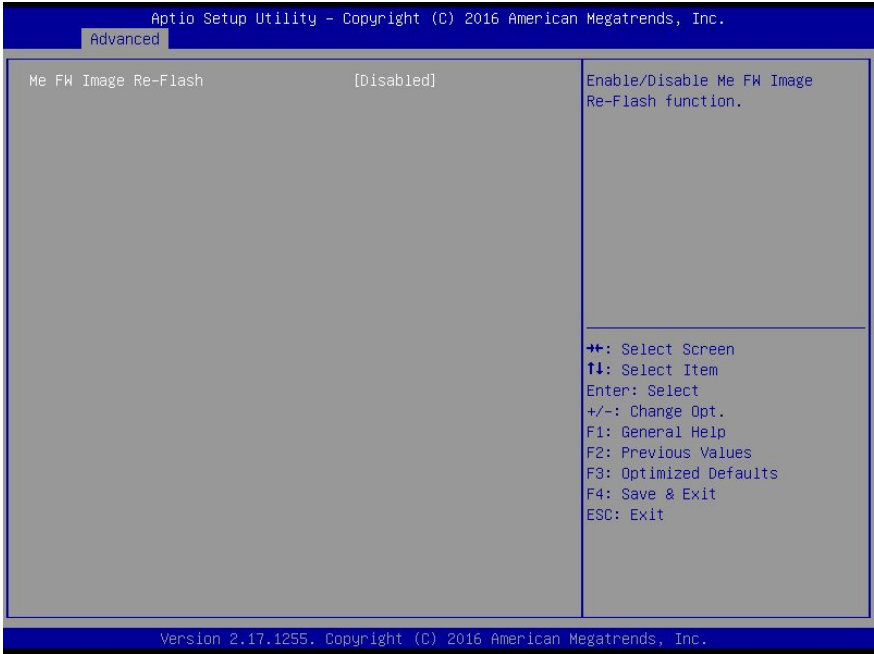 Aptio Setup Utility – Copyright (C) 2016 American Megatrends, Inc.
Advanced
Me FW Image Re-Flash [Disabled]
Enable/Disable Me FW Image
Re-Flash function.
→←: Select Screen
↑↓: Select Item
Enter: Select
+/-: Change Opt.
F1: General Help
F2: Previous Values
F3: Optimized Defaults
F4: Save & Exit
ESC: Exit
Version 2.17.1255. Copyright (C) 2016 American Megatrends, Inc.